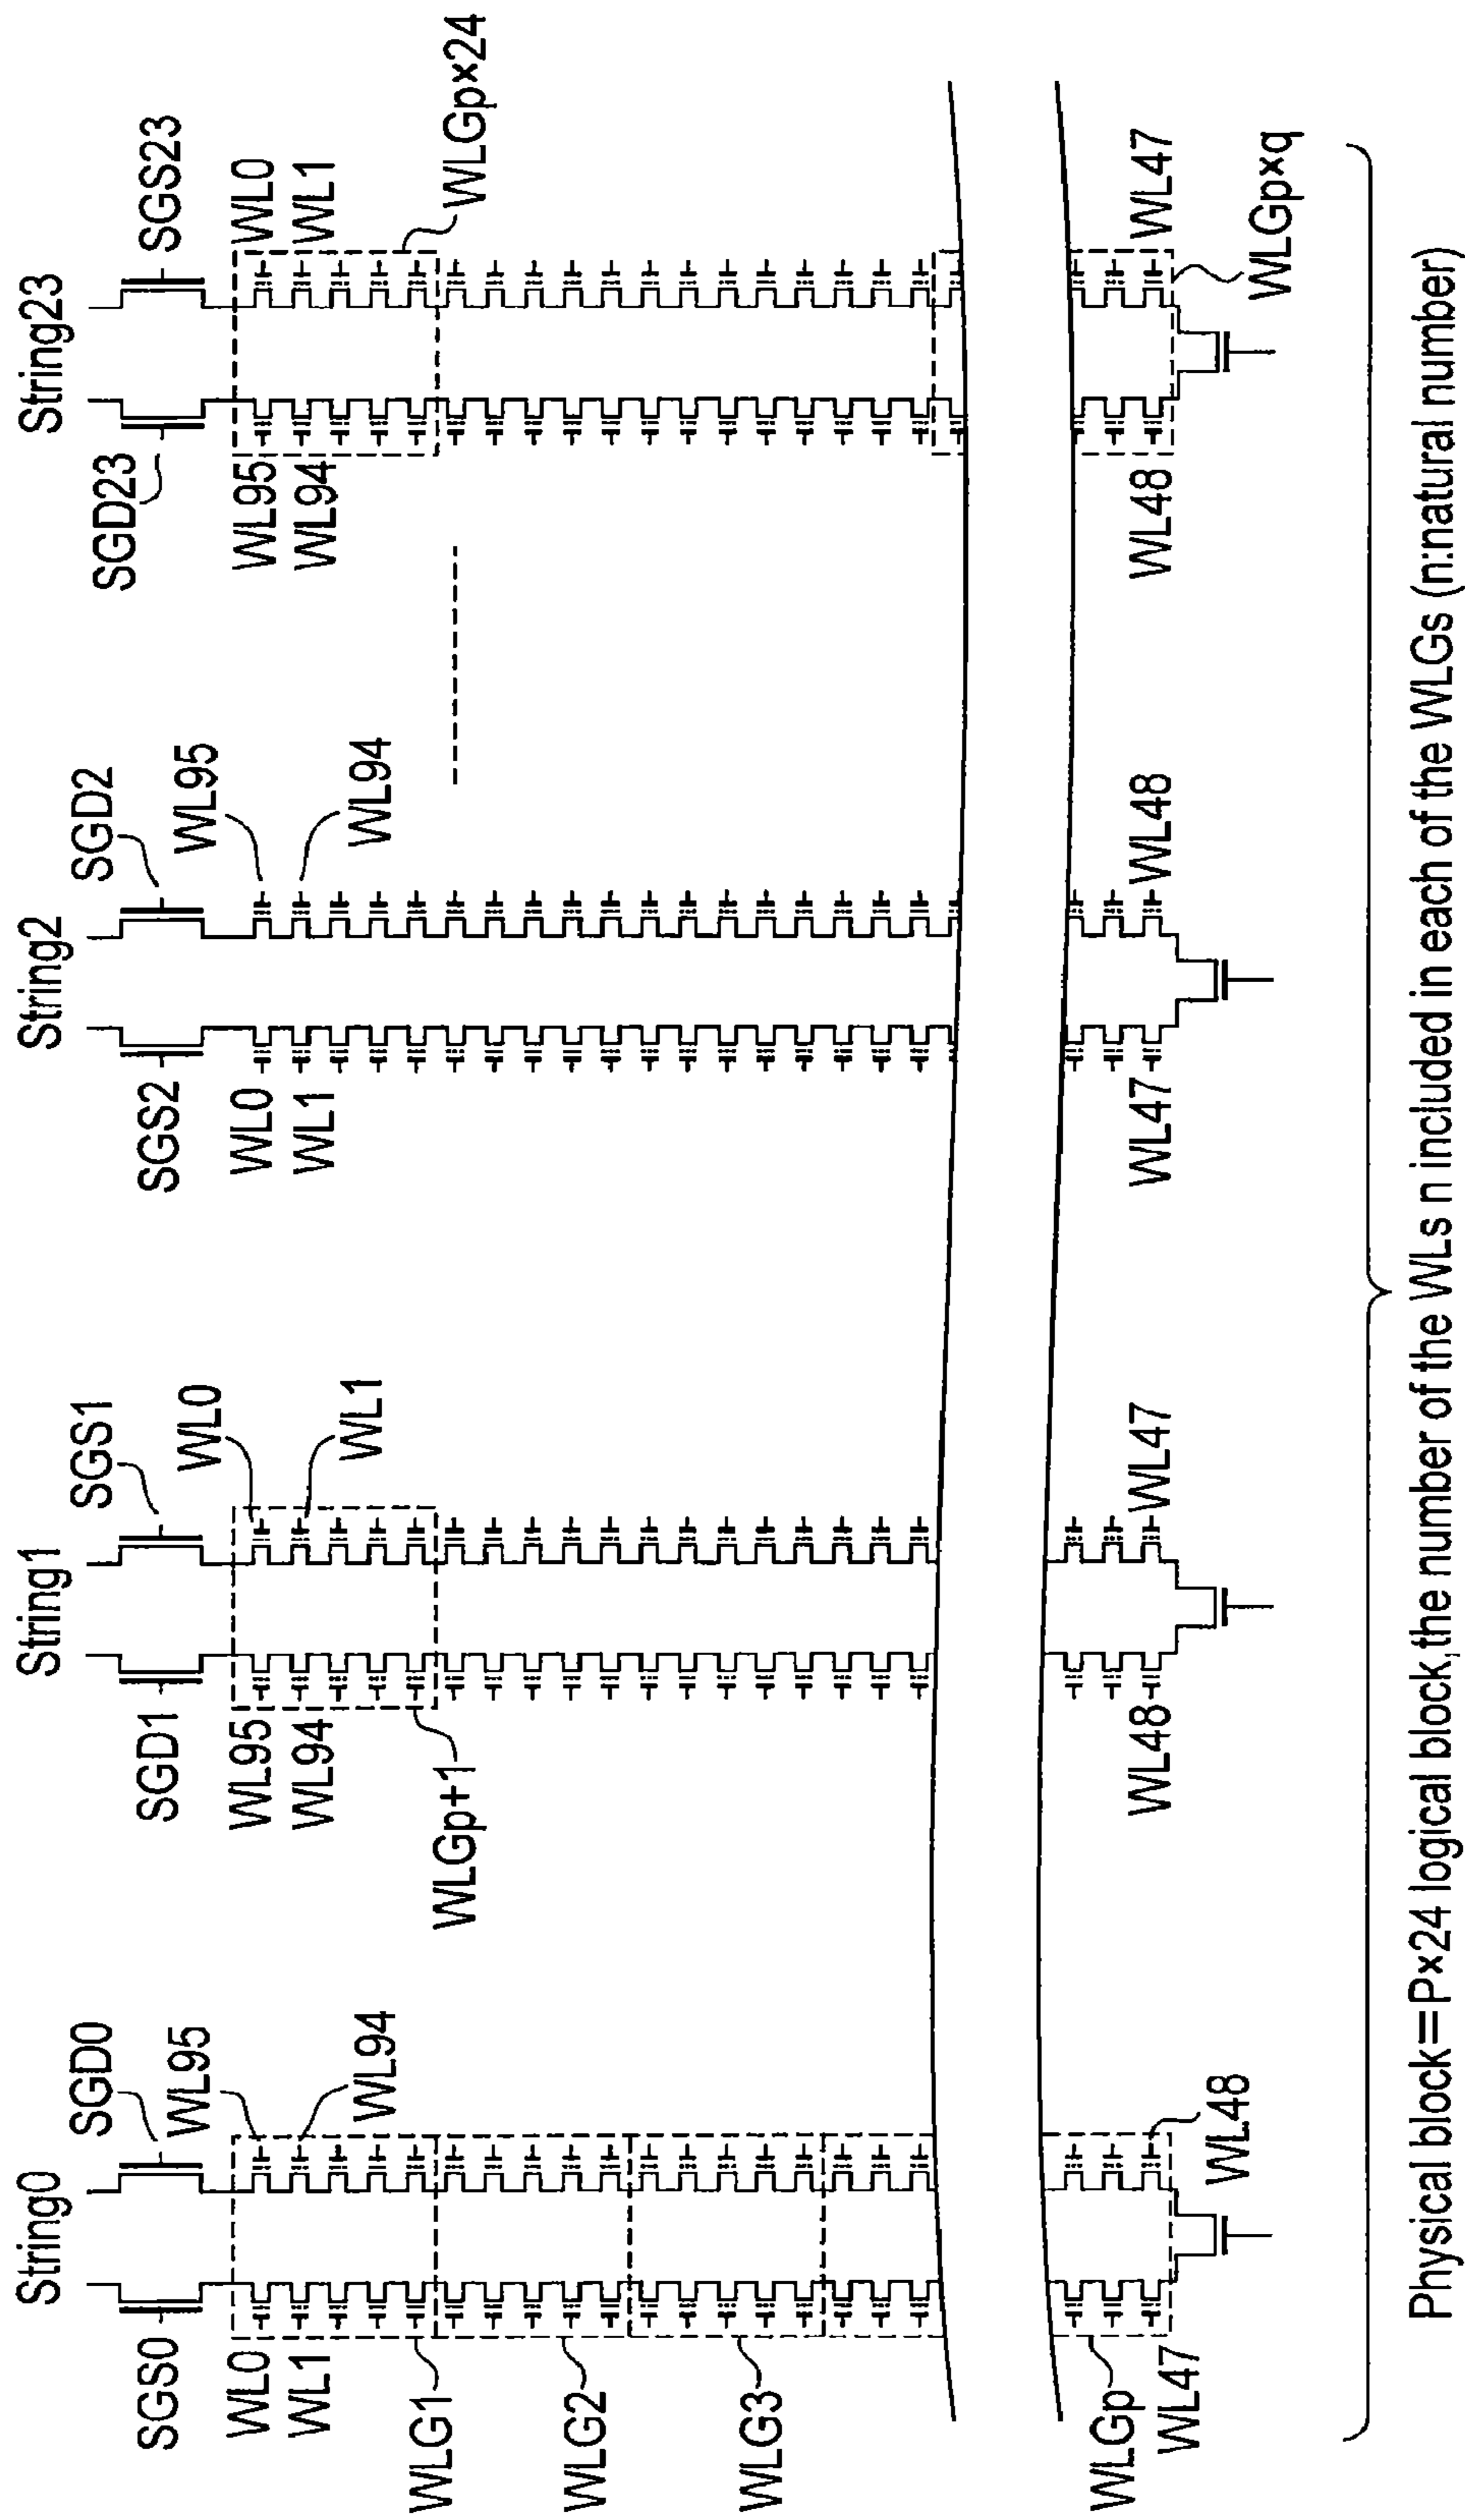 String0
String1
String2
String23
SGS0
SGD0
SGD1
SGS1
SGS2
SGD2
SGD23
SGS23
WL0
WL1
WL95
WL94
WL95
WL94
WL0
WL1
WL0
WL1
WL95
WL94
WL95
WL94
WL0
WL1
WLG1
WLG2
WLG3
WLGp+1
WLGp×24
WLGp
WL47
WL48
WL48
WL47
WL47
WL48
WL48
WL47
WLGp×q
Physical block=P×24 logical block,the number of the WLs n included in each of the WLGs (n:natural number)